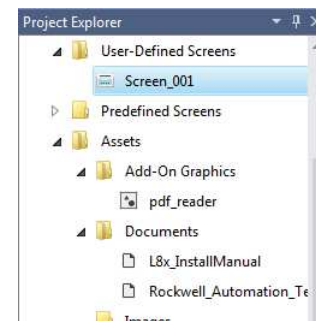 Project Explorer
User-Defined Screens
Screen_001
Predefined Screens
Assets
Add-On Graphics
pdf_reader
Documents
L8x_InstallManual
Rockwell_Automation_Te
Images